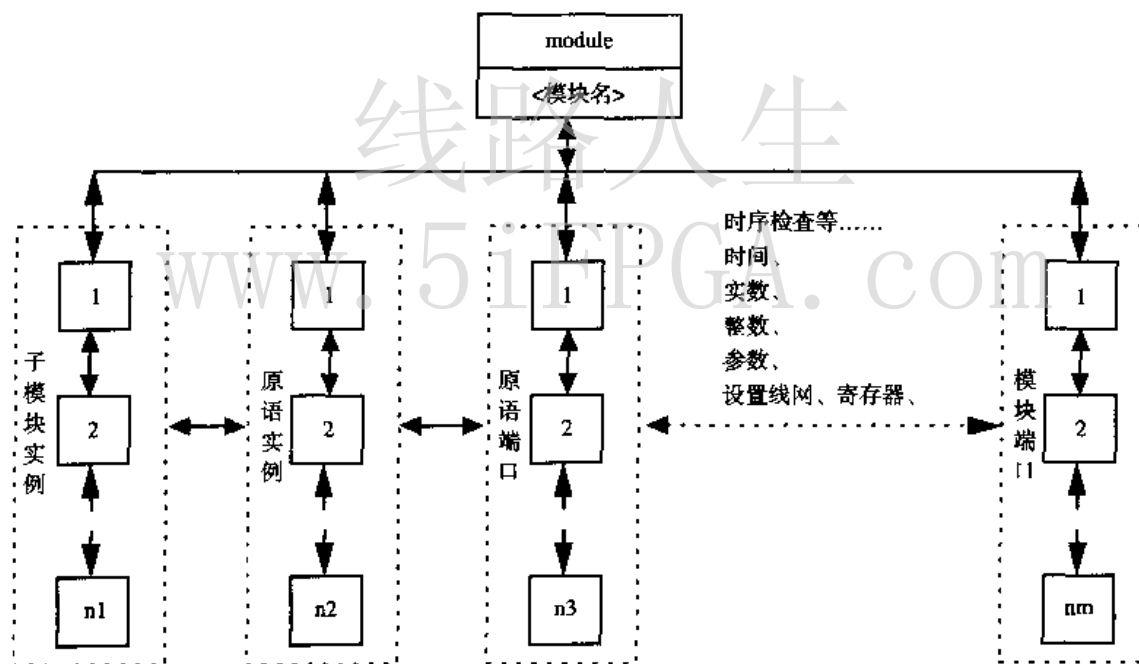 module
<模块名>
线路人生
www.5iFPGA.com
时序检查等……
时间、
实数、
整数、
参数、
设置线网、寄存器、
子模块实例
1
2
n1
原语实例
1
2
n2
原语端口
1
2
n3
模块端口
1
2
nm